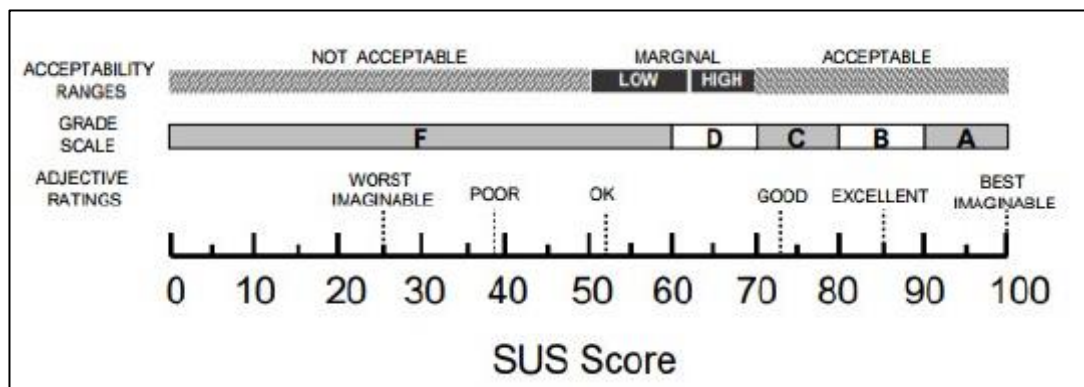 NOT ACCEPTABLE MARGINAL ACCEPTABLE
ACCEPTABILITY RANGES
LOW HIGH
GRADE SCALE
F D C B A
ADJECTIVE RATINGS
WORST IMAGINABLE
POOR
OK
GOOD
EXCELLENT
BEST IMAGINABLE
0 10 20 30 40 50 60 70 80 90 100
SUS Score